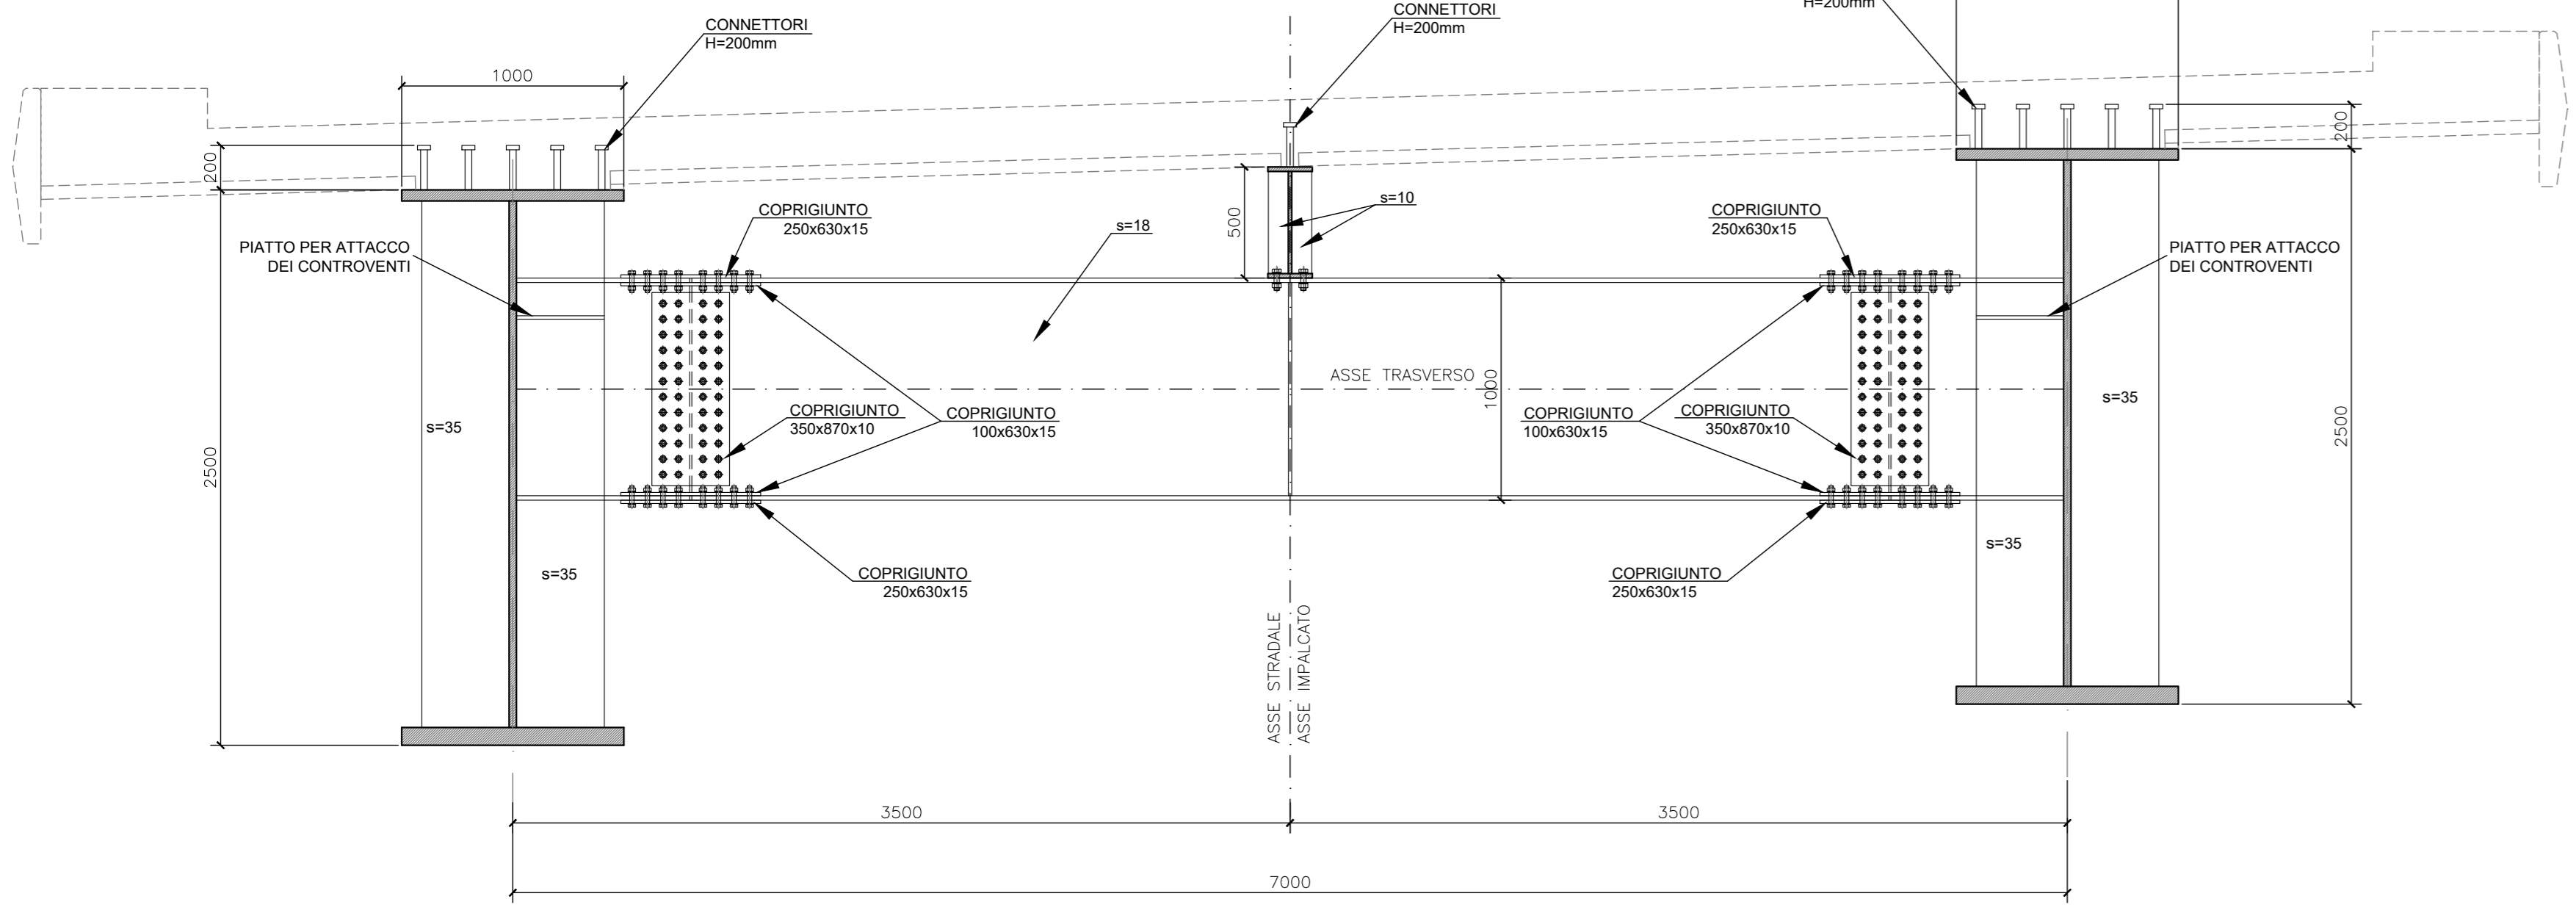 CONNETTORI
H=200mm
CONNETTORI
H=200mm
H=200mm
1000
200
200
COPRIGIUNTO
250x630x15
s=18
500
s=10
COPRIGIUNTO
250x630x15
PIATTO PER ATTACCO
DEI CONTROVENTI
PIATTO PER ATTACCO
DEI CONTROVENTI
ASSE TRASVERSO
1000
s=35
COPRIGIUNTO
350x870x10
COPRIGIUNTO
100x630x15
COPRIGIUNTO
100x630x15
COPRIGIUNTO
350x870x10
s=35
2500
2500
s=35
s=35
COPRIGIUNTO
250x630x15
COPRIGIUNTO
250x630x15
ASSE STRADALE
ASSE IMPALCATO
3500
3500
7000